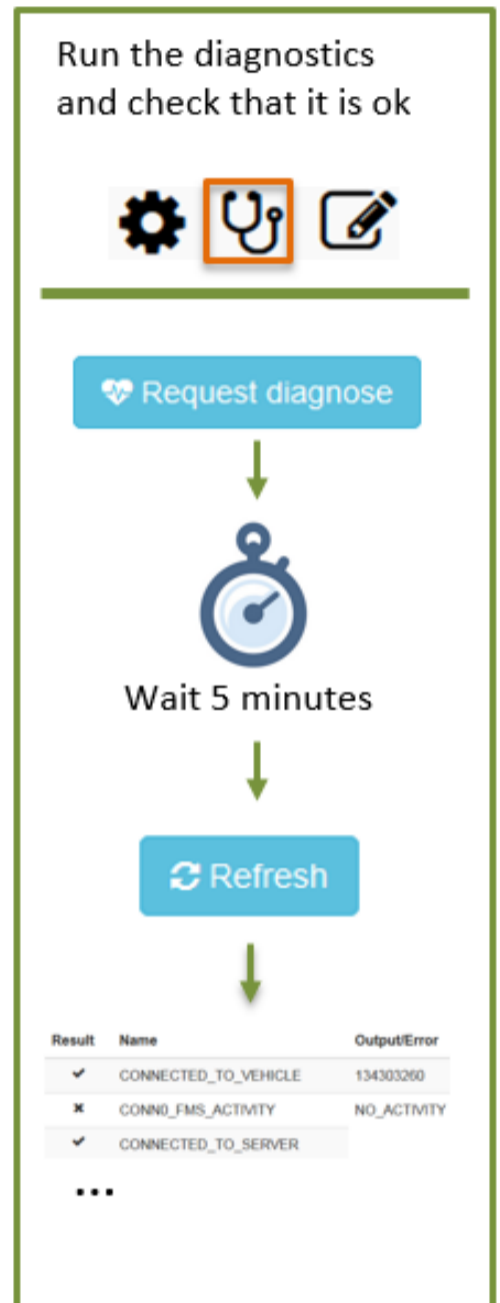 Run the diagnostics
and check that it is ok
Request diagnose
Wait 5 minutes
Refresh
Result Name Output/Error
✔ CONNECTED_TO_VEHICLE 134303260
✖ CONN0_FMS_ACTIVITY NO_ACTIVITY
✔ CONNECTED_TO_SERVER
...